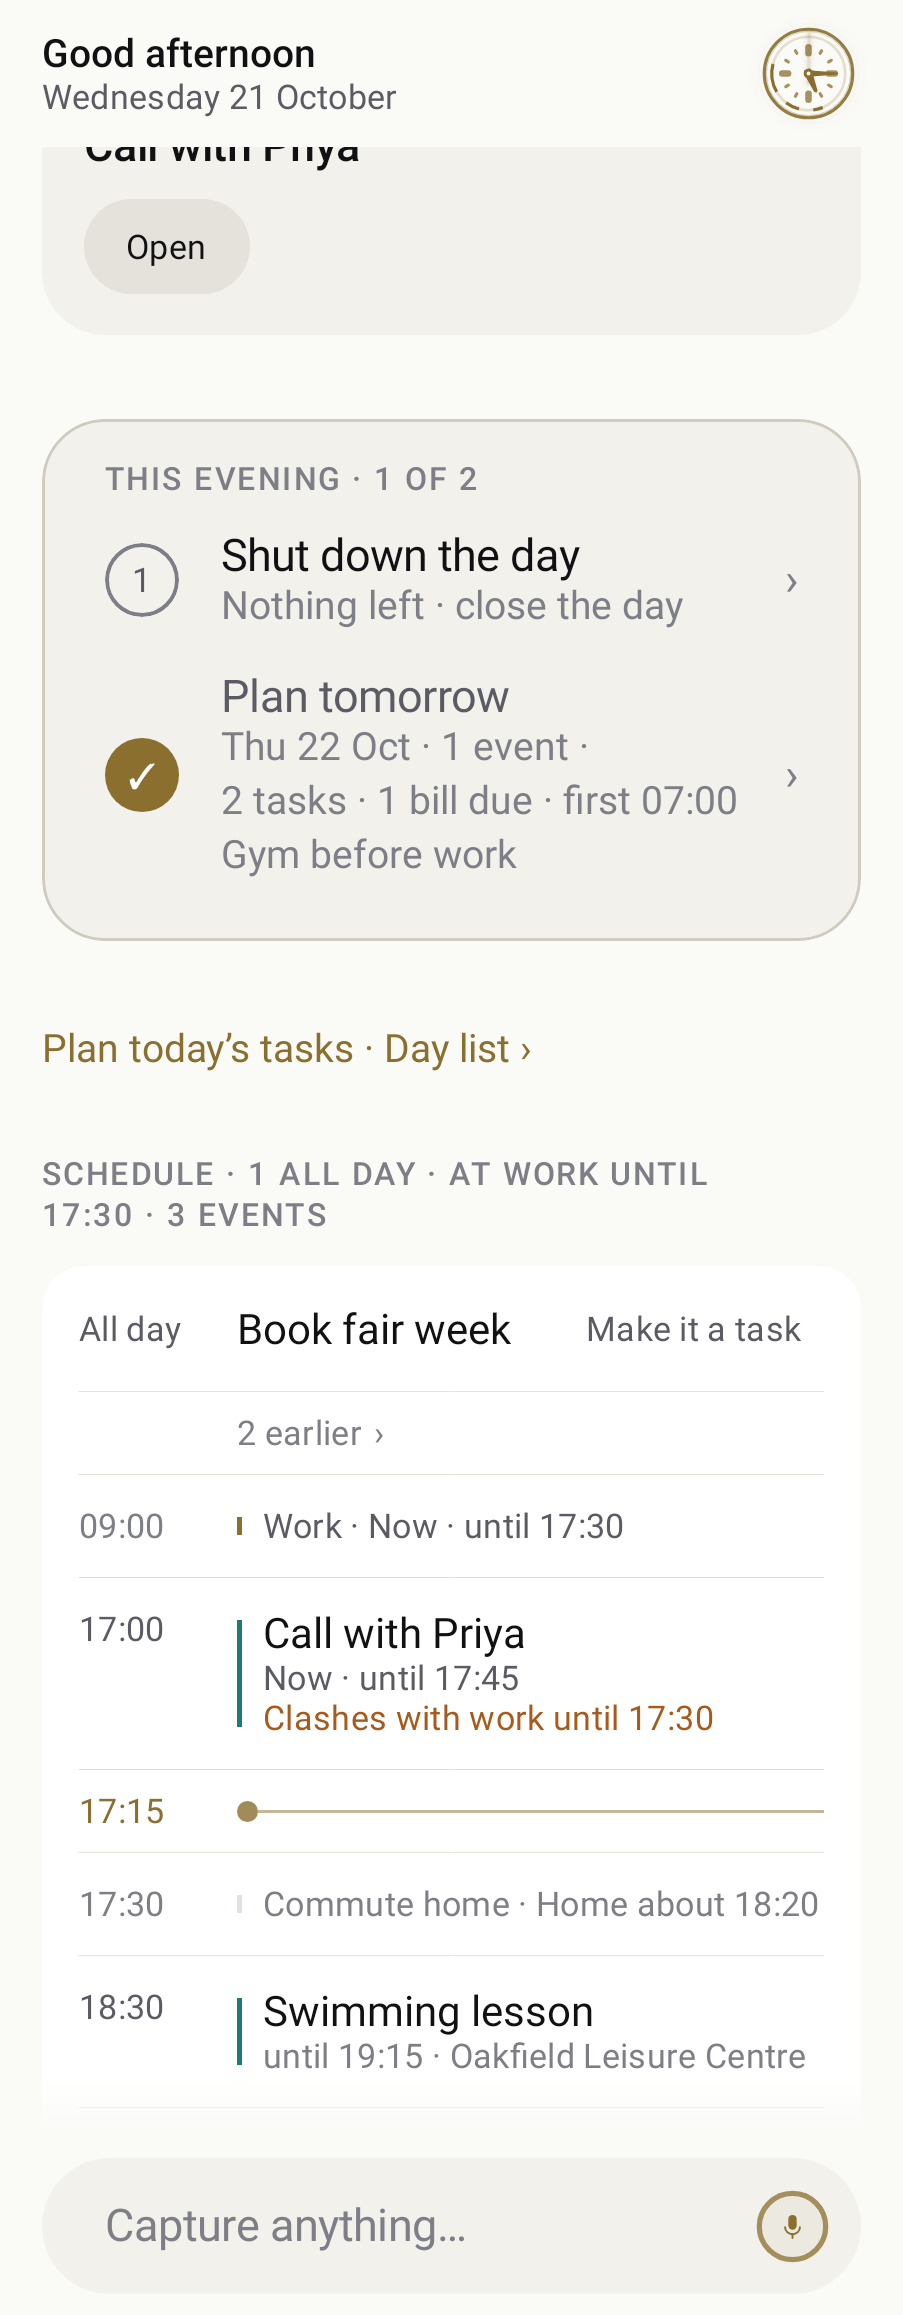 Good afternoon
Wednesday 21 October
Call with Priya
Open
THIS EVENING · 1 OF 2
1
Shut down the day
Nothing left · close the day
›
Plan tomorrow
Thu 22 Oct · 1 event ·
2 tasks · 1 bill due · first 07:00
Gym before work
✓
›
Plan today’s tasks · Day list ›
SCHEDULE · 1 ALL DAY · AT WORK UNTIL
17:30 · 3 EVENTS
All day Book fair week Make it a task
2 earlier ›
09:00 Work · Now · until 17:30
17:00 Call with Priya
Now · until 17:45
Clashes with work until 17:30
17:15
17:30 Commute home · Home about 18:20
18:30 Swimming lesson
until 19:15 · Oakfield Leisure Centre
Capture anything…